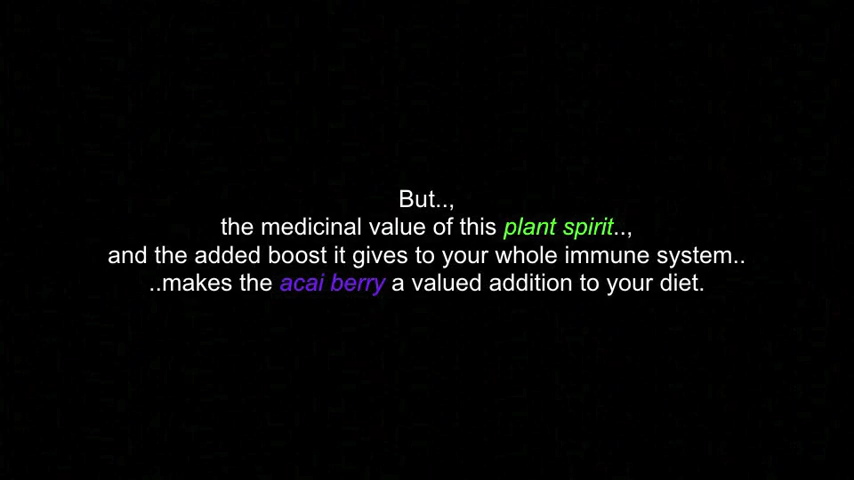 But..,
the medicinal value of this plant spirit..,
and the added boost it gives to your whole immune system..
..makes the acai berry a valued addition to your diet.